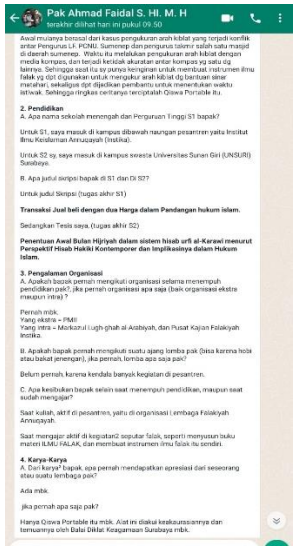 Pak Ahmad Faidal S. HI. M. H
terakhir dilihat hari ini pukul 09.50
Awal mulanya berasal dari kasus pengukuran arah kiblat yang terjadi konflik
antar Pengurus LF. PCNU. Sumenep dan pengurus takmir salah satu masjid
di daerah sumenep. Waktu itu melakukan pengukuran arah kiblat dengan
media kompas, dan terjadi ketidak akuratan antar kompas yg satu dg
lainnya. Sehingga saat itu sy punya keinginan untuk membuat instrumen ilmu
falak yg dpt digunakan untuk mengukur arah kiblat dg bantuan sinar
matahari, sekaligus dpt dijadikan pembantu untuk menentukan waktu
istiwak. Sehingga ringkas ceritanya terciptalah Qiswa Portable itu.
2. Pendidikan
A. Apa nama sekolah menengah dan Perguruan Tinggi S1 bapak?
Untuk S1, saya masuk di kampus dibawah naungan pesantren yaitu Institut
Ilmu Keislaman Annuqayah (Instika).
Untuk S2 sy, saya masuk di kampus swasta Universitas Sunan Giri (UNSURI)
Surabaya.
B. Apa judul skripsi bapak di S1 dan Di S2?
Untuk judul Skripsi (tugas akhir S1)
Transaksi Jual beli dengan dua Harga dalam Pandangan hukum islam.
Sedangkan Tesis saya, (tugas akhir S2)
Penentuan Awal Bulan Hijriyah dalam sistem hisab urfi al-Karawi menurut
Perspektif Hisab Hakiki Kontemporer dan Implikasinya dalam Hukum
Islam.
3. Pengalaman Organisasi
A. Apakah bapak pernah mengikuti organisasi selama menempuh
pendidikan pak?, jka pernah organisasi apa saja (baik organisasi ekstra
maupun intra) ?
Pernah mbk.
Yang ekstra = PMII
Yang intra = Markazul Lugh-ghah al-Arabiyah, dan Pusat Kajian Falakiyah
Instika.
B. Apakah bapak pernah mengikuti suatu ajang lomba pak (bisa karena hobi
atau bakat jenengan), jika pernah, lomba apa saja pak?
Belum pernah, karena kendala banyak kegiatan di pesantren.
C. Apa kesibukan bapak selain saat menempuh pendidikan, maupun saat
sudah mengajar?
Saat kuliah, aktif di pesantren, yaitu di organisasi Lembaga Falakiyah
Annuqayah.
Saat mengajar aktif di kegiatan2 seputar falak, seperti menyusun buku
materi ILMU FALAK, dan membuat instrumen ilmu falak itu sendiri.
4. Karya-Karya
A. Dari karya² bapak, apa pernah mendapatkan apresiasi dari seseorang
atau suatu lembaga pak?
Ada mbk.
jika pernah apa saja pak?
Hanya Qiswa Portable itu mbk. Alat ini diakui keakurasiannya dan
temuannya oleh Balai Diklat Keagamaan Surabaya mbk.